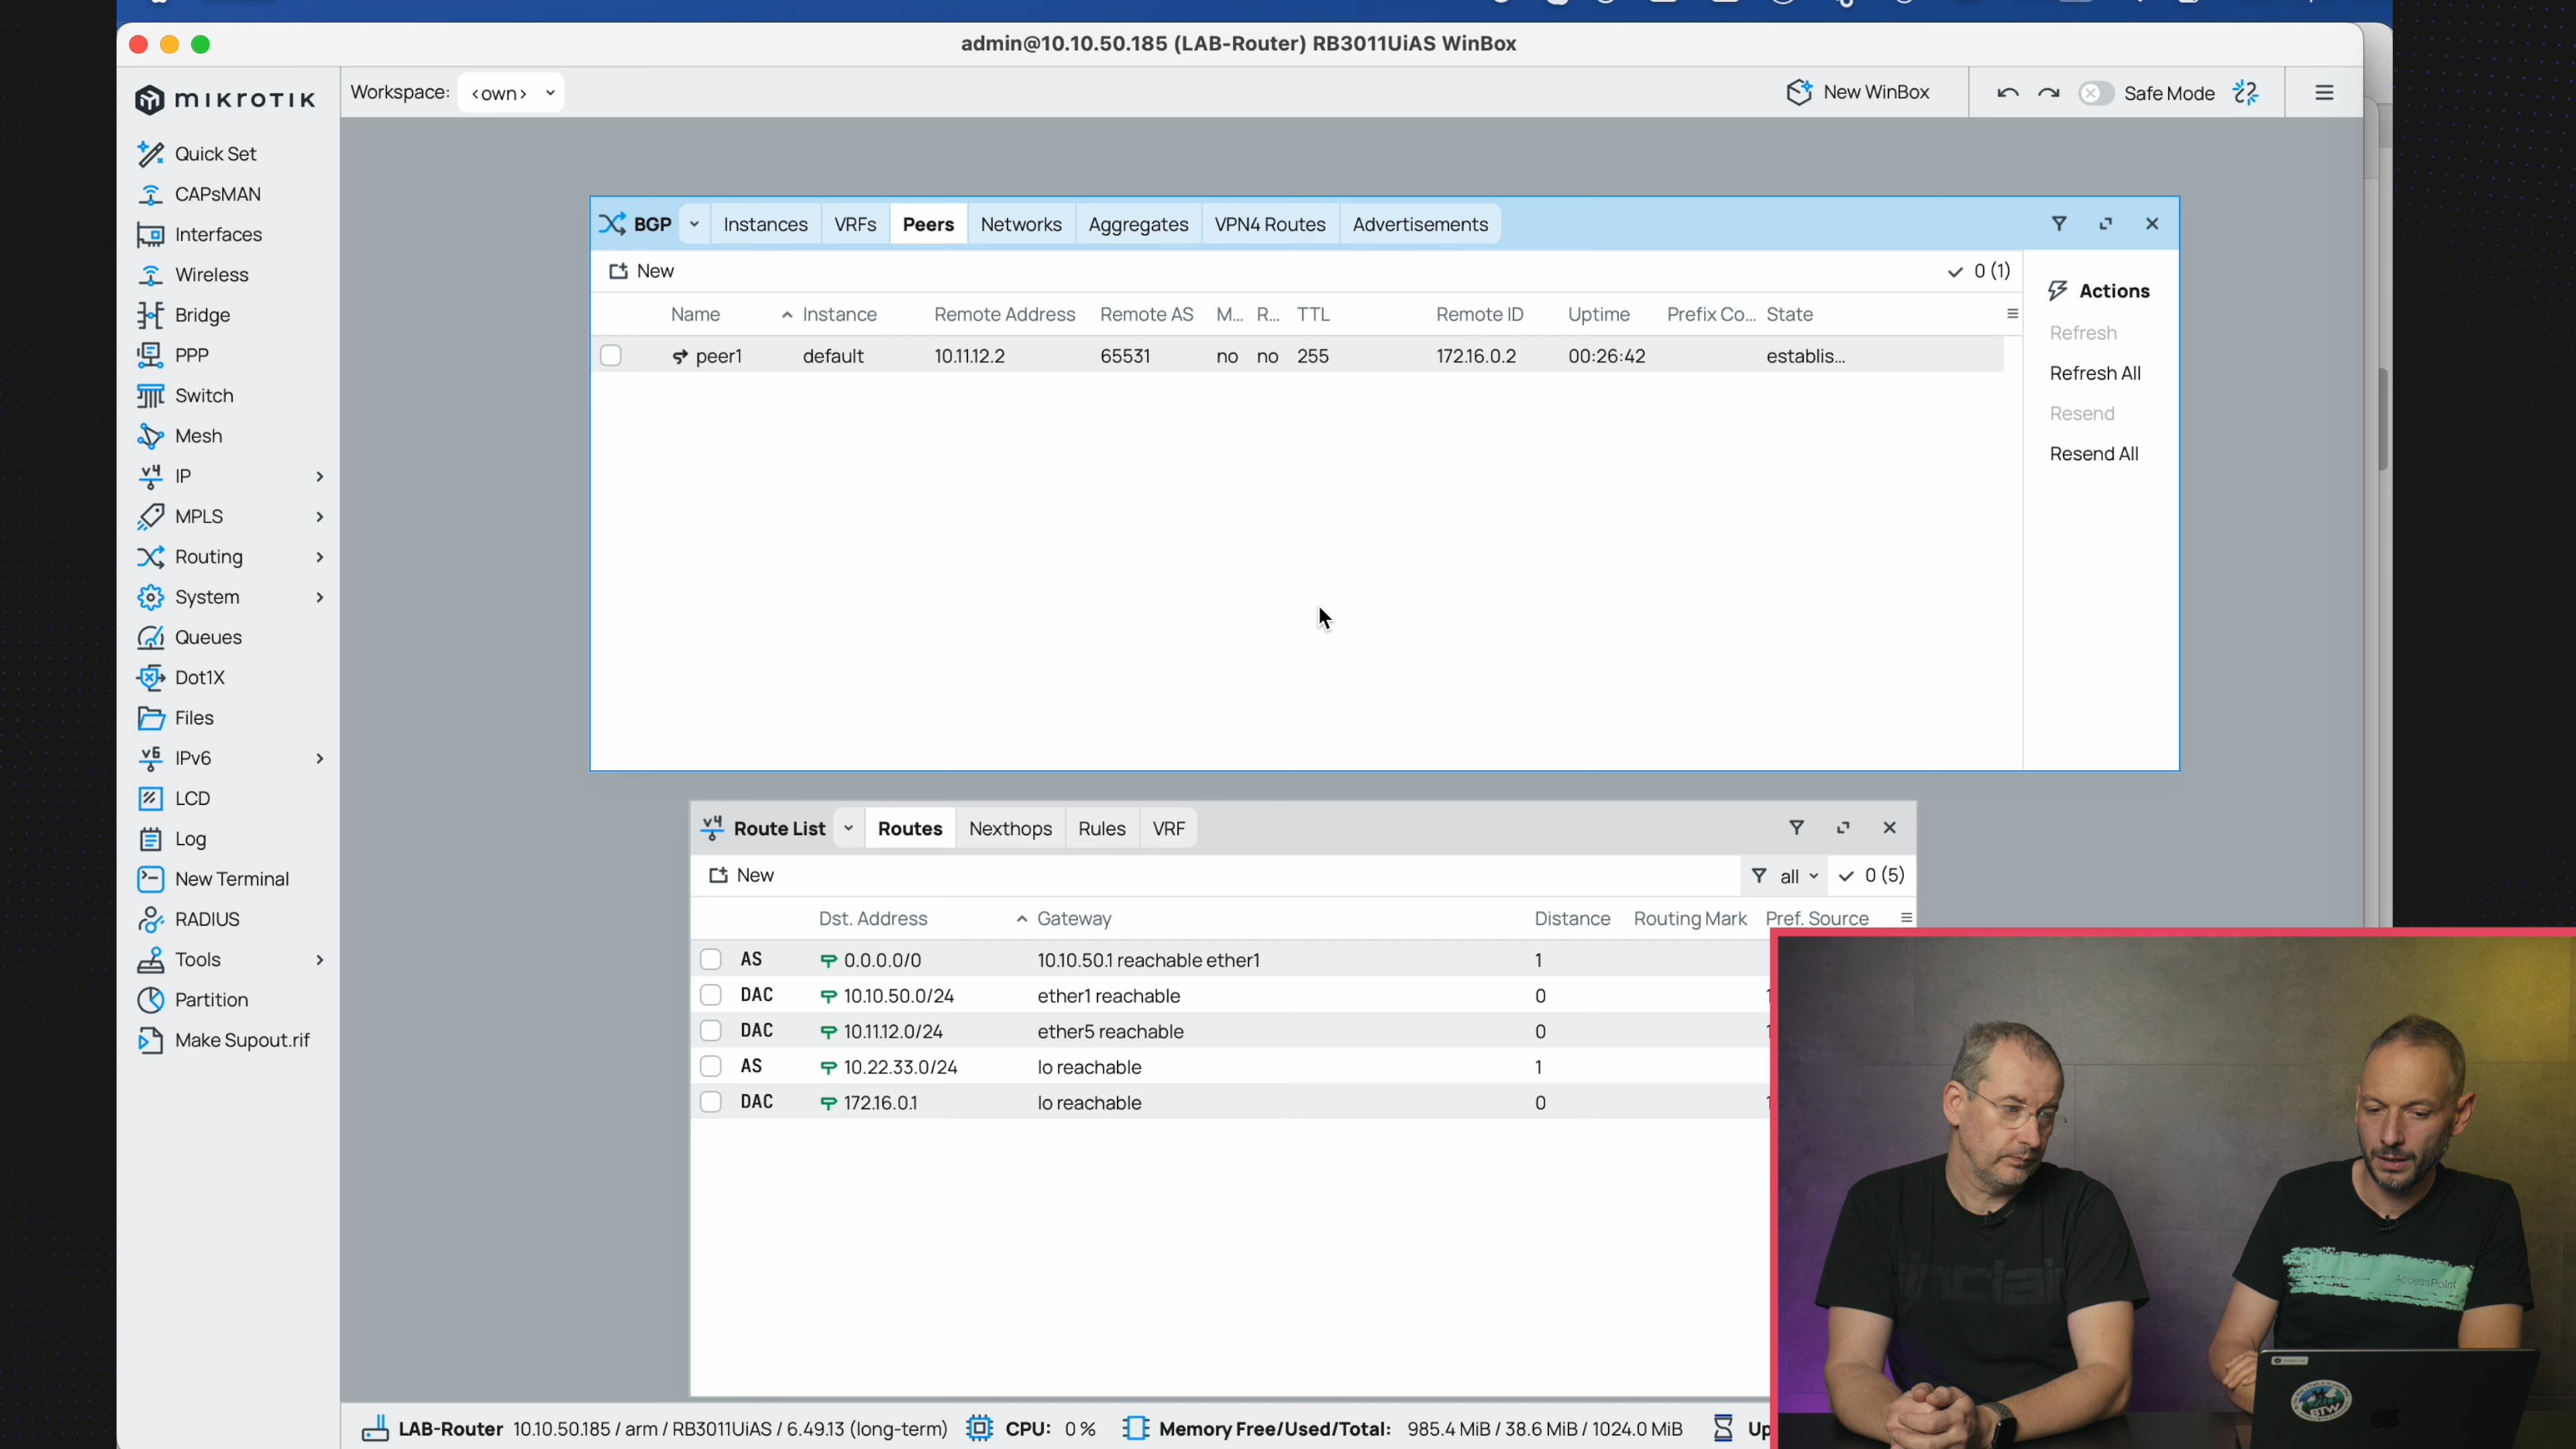 admin@10.10.50.185 (LAB-Router) RB3011UiAS WinBox
mikrotik
Workspace: <own>
New WinBox
Safe Mode
Quick Set
CAPsMAN
Interfaces
Wireless
Bridge
PPP
Switch
Mesh
IP
MPLS
Routing
System
Queues
Dot1X
Files
IPv6
LCD
Log
New Terminal
RADIUS
Tools
Partition
Make Supout.rif
BGP Instances VRFs Peers Networks Aggregates VPN4 Routes Advertisements
New 0 (1)
Name Instance Remote Address Remote AS M... R... TTL Remote ID Uptime Prefix Co... State
peer1 default 10.11.12.2 65531 no no 255 172.16.0.2 00:26:42 establis...
Actions
Refresh
Refresh All
Resend
Resend All
v4 Route List Routes Nexthops Rules VRF
New all 0 (5)
Dst. Address Gateway Distance Routing Mark Pref. Source
AS 0.0.0.0/0 10.10.50.1 reachable ether1 1
DAC 10.10.50.0/24 ether1 reachable 0
DAC 10.11.12.0/24 ether5 reachable 0
AS 10.22.33.0/24 lo reachable 1
DAC 172.16.0.1 lo reachable 0
AccessPoint
BTW
LAB-Router 10.10.50.185 / arm / RB3011UiAS / 6.49.13 (long-term) CPU: 0 % Memory Free/Used/Total: 985.4 MiB / 38.6 MiB / 1024.0 MiB Up